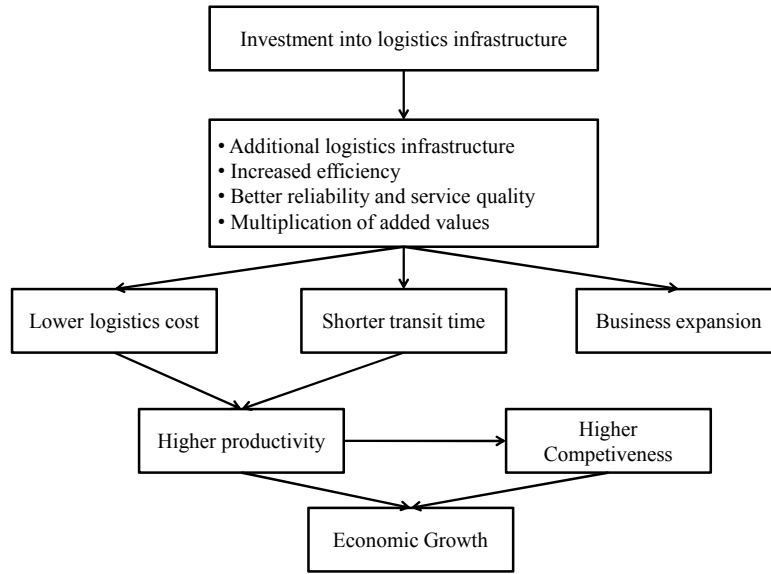 Investment into logistics infrastructure
• Additional logistics infrastructure
• Increased efficiency
• Better reliability and service quality
• Multiplication of added values
Lower logistics cost
Shorter transit time
Business expansion
Higher productivity
Higher
Competiveness
Economic Growth